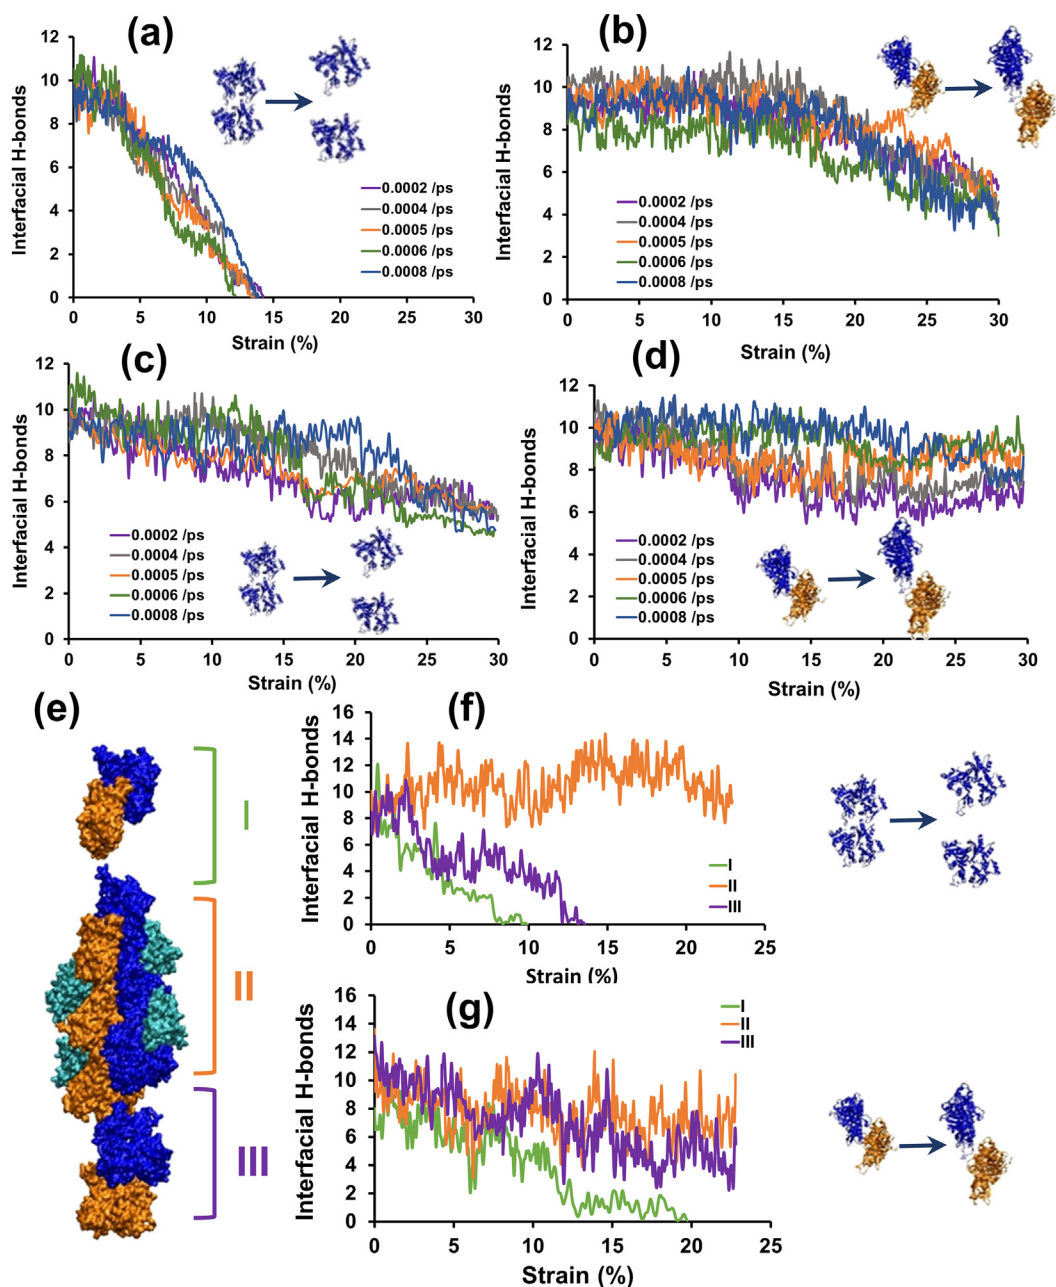 (a)
12
10
8
6
4
2
0
Interfacial H-bonds
0.0002 /ps
0.0004 /ps
0.0005 /ps
0.0006 /ps
0.0008 /ps
0 5 10 15 20 25 30
Strain (%)
(b)
12
10
8
6
4
2
0
Interfacial H-bonds
0.0002 /ps
0.0004 /ps
0.0005 /ps
0.0006 /ps
0.0008 /ps
0 5 10 15 20 25 30
Strain (%)
(c)
12
10
8
6
4
2
0
Interfacial H-bonds
0.0002 /ps
0.0004 /ps
0.0005 /ps
0.0006 /ps
0.0008 /ps
0 5 10 15 20 25 30
Strain (%)
(d)
12
10
8
6
4
2
0
Interfacial H-bonds
0.0002 /ps
0.0004 /ps
0.0005 /ps
0.0006 /ps
0.0008 /ps
0 5 10 15 20 25 30
Strain (%)
(e)
I
II
III
(f)
16
14
12
10
8
6
4
2
0
Interfacial H-bonds
I
II
III
0 5 10 15 20 25
Strain (%)
(g)
16
14
12
10
8
6
4
2
0
Interfacial H-bonds
I
II
III
0 5 10 15 20 25
Strain (%)